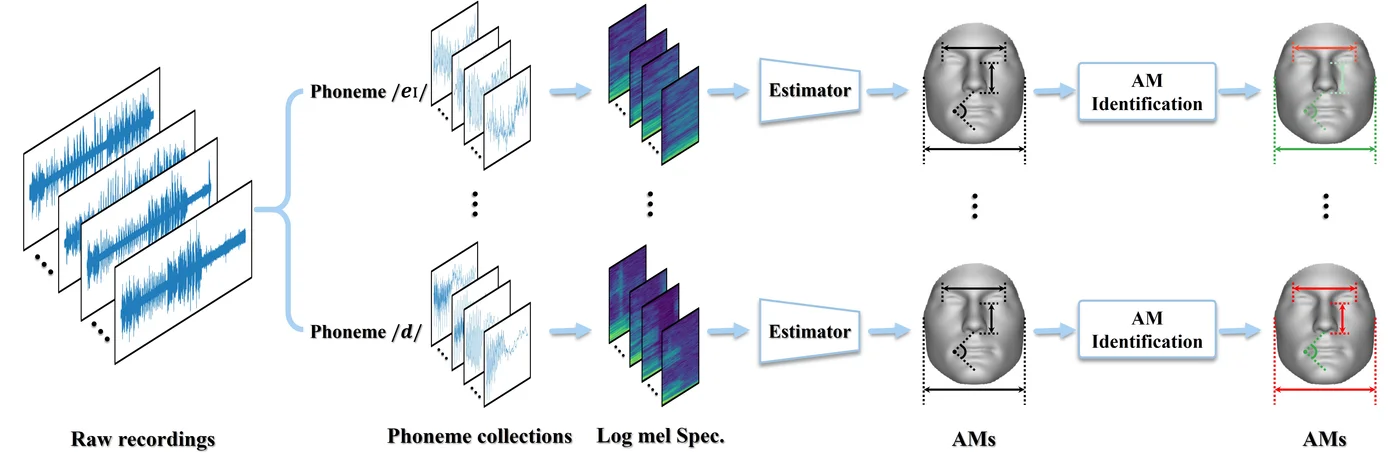 Phoneme /eɪ/
Estimator
AM
Identification
Phoneme /d/
Estimator
AM
Identification
Raw recordings
Phoneme collections
Log mel Spec.
AMs
AMs